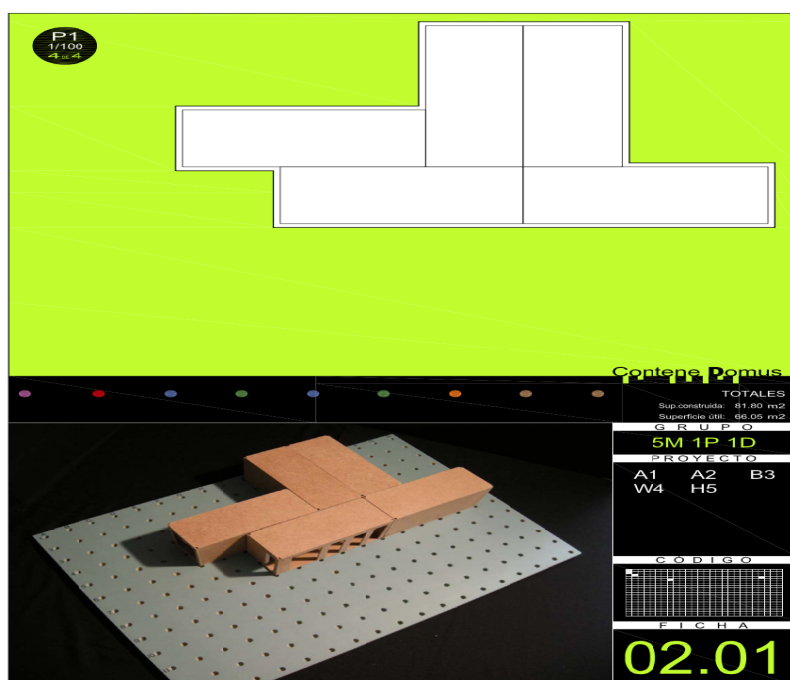 P1
1/100
4 DE 4
Contene Domus
TOTALES
Sup.construida: 81.80 m2
Superficie útil: 66.05 m2
GRUPO
5M 1P 1D
PROYECTO
A1 A2 B3
W4 H5
CÓDIGO
FICHA
02.01